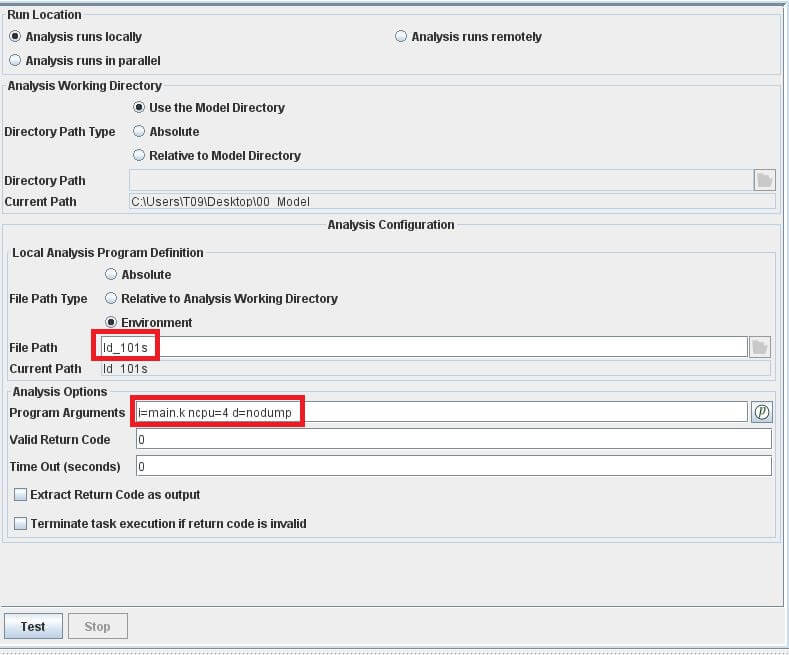 Run Location
Analysis runs locally Analysis runs remotely
Analysis runs in parallel
Analysis Working Directory
Use the Model Directory
Directory Path Type Absolute
Relative to Model Directory
Directory Path
Current Path C:\Users\T09\Desktop\00_Model
Analysis Configuration
Local Analysis Program Definition
Absolute
File Path Type Relative to Analysis Working Directory
Environment
File Path ld_101s
Current Path ld_101s
Analysis Options
Program Arguments i=main.k ncpu=4 d=nodump p
Valid Return Code 0
Time Out (seconds) 0
Extract Return Code as output
Terminate task execution if return code is invalid
Test Stop